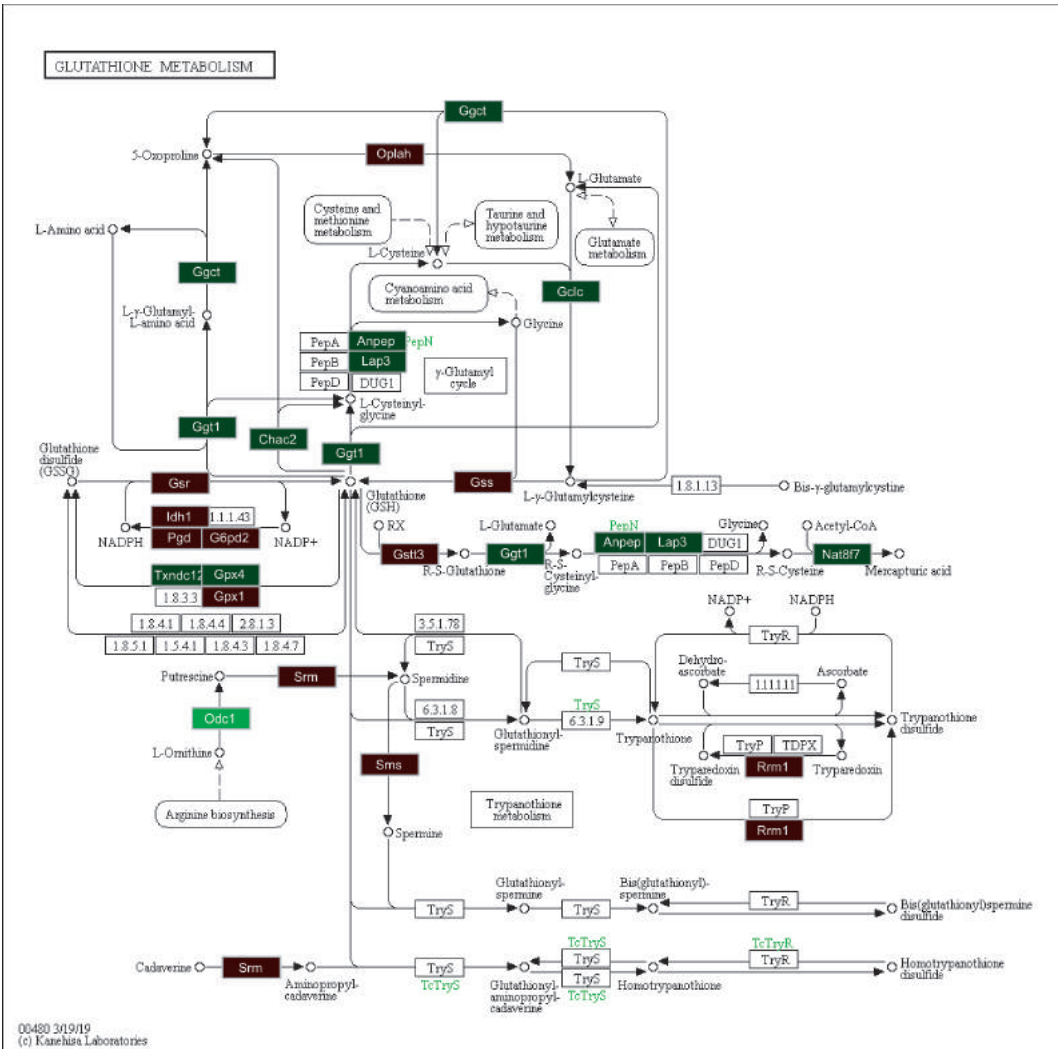 GLUTATHIONE METABOLISM
Ggct
5-Oxoproline
Oplah
L-Glutamate
Cysteine and
methionine
metabolism
Taurine and
hypotaurine
metabolism
Glutamate
metabolism
L-Amino acid
L-Cysteine
Ggct
Gclc
Cyanoamino acid
metabolism
L-γ-Glutamyl-
L-amino acid
Glycine
PepA
Anpep
PepN
PepB
Lap3
PepD
DUG1
γ-Glutamyl
cycle
L-Cysteinyl-
glycine
Ggt1
Chac2
Ggt1
Glutathione
disulfide
(GSSG)
Gsr
Glutathione
(GSH)
Gss
L-γ-Glutamylcysteine
1.8.1.13
Bis-γ-glutamylcystine
Idh1
1.1.1.43
NADPH
Pgd
G6pd2
NADP+
RX
Gstl3
R-S-Glutathione
L-Glutamate
Ggt1
R-S-
Cysteinyl-
glycine
PepN
Anpep
Lap3
DUG1
PepA
PepB
PepD
Glycine
R-S-Cysteine
Acetyl-CoA
Nat8f7
Mercapturic acid
Txndc12
Gpx4
1.8.3.3
Gpx1
1.8.4.1
1.8.4.4
2.8.1.3
1.8.5.1
1.5.4.1
1.8.4.3
1.8.4.7
3.5.1.78
TryS
NADP+
NADPH
TryR
Putrescine
Srm
Spermidine
TryS
Dehydro-
ascorbate
1.11.1.11
Ascorbate
Odc1
6.3.1.8
TryS
Glutathionyl-
spermidine
TryS
6.3.1.9
Trypanothione
Trypanothione
disulfide
L-Ornithine
Sms
TryP
TDPX
Tryparedoxin
disulfide
Rrm1
Tryparedoxin
Arginine biosynthesis
Trypanothione
metabolism
TryP
Rrm1
Spermine
Glutathionyl-
spermine
Bis(glutathionyl)-
spermine
TryS
TryS
TryR
Bis(glutathionyl)spermine
disulfide
Cadaverine
Srm
Aminopropyl-
cadaverine
TryS
TcTryS
Glutathionyl-
aminopropyl-
cadaverine
TcTryS
TryS
TryS
TcTryS
Homotrypanothione
TcTryR
TryR
Homotrypanothione
disulfide
00480 3/19/19
(c) Kanehisa Laboratories